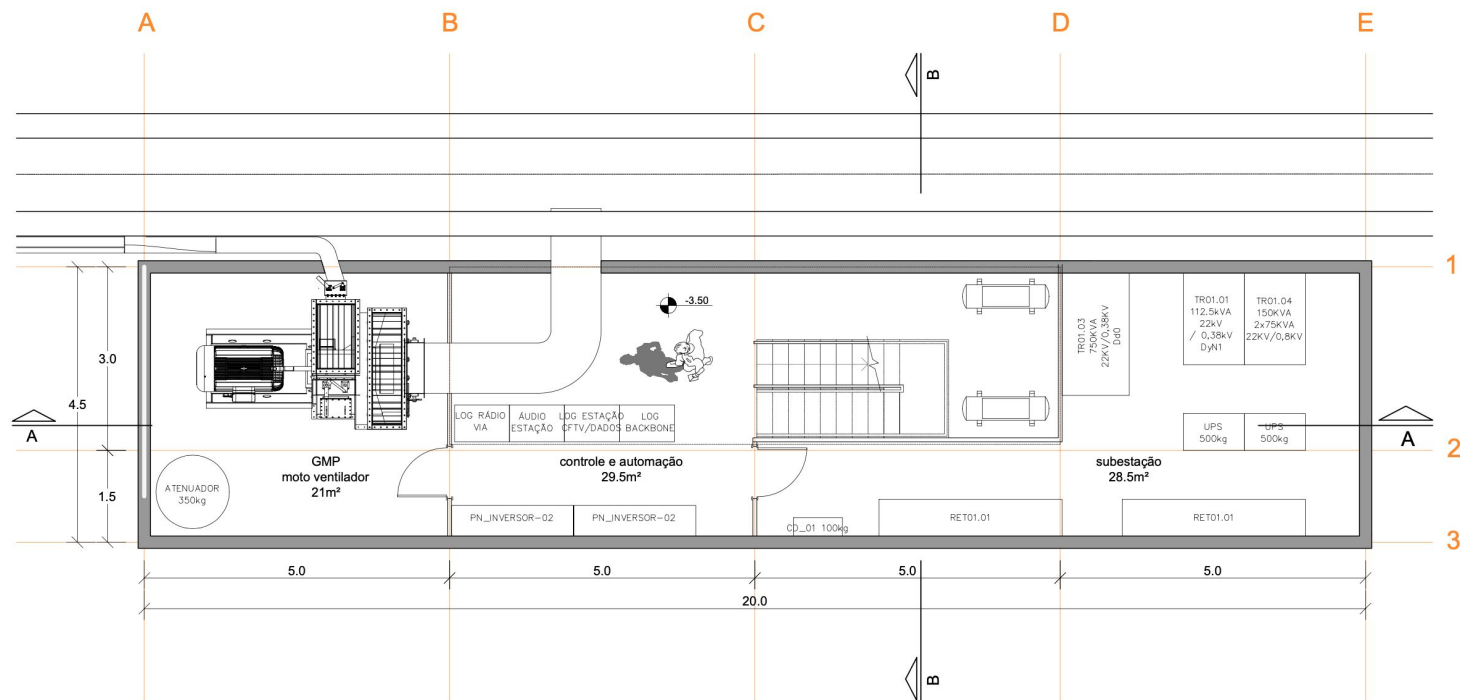 A
B
C
D
E
B
1
-3.50
TR01.03
750KVA
22KV/0,38KV
Dd0
TR01.01
112.5kVA
22kV
/ 0,38kV
DyN1
TR01.04
150KVA
2x75KVA
22KV/0,8KV
3.0
4.5
LOG RÁDIO
VIA
ÁUDIO
ESTAÇÃO
LOG ESTAÇÃO
CFTV/DADOS
LOG
BACKBONE
UPS
500kg
UPS
500kg
A
A
2
GMP
moto ventilador
21m²
controle e automação
29.5m²
subestação
28.5m²
1.5
ATENUADOR
350kg
PN_INVERSOR-02
PN_INVERSOR-02
CD_01 100kg
RET01.01
RET01.01
3
5.0
5.0
5.0
5.0
20.0
B